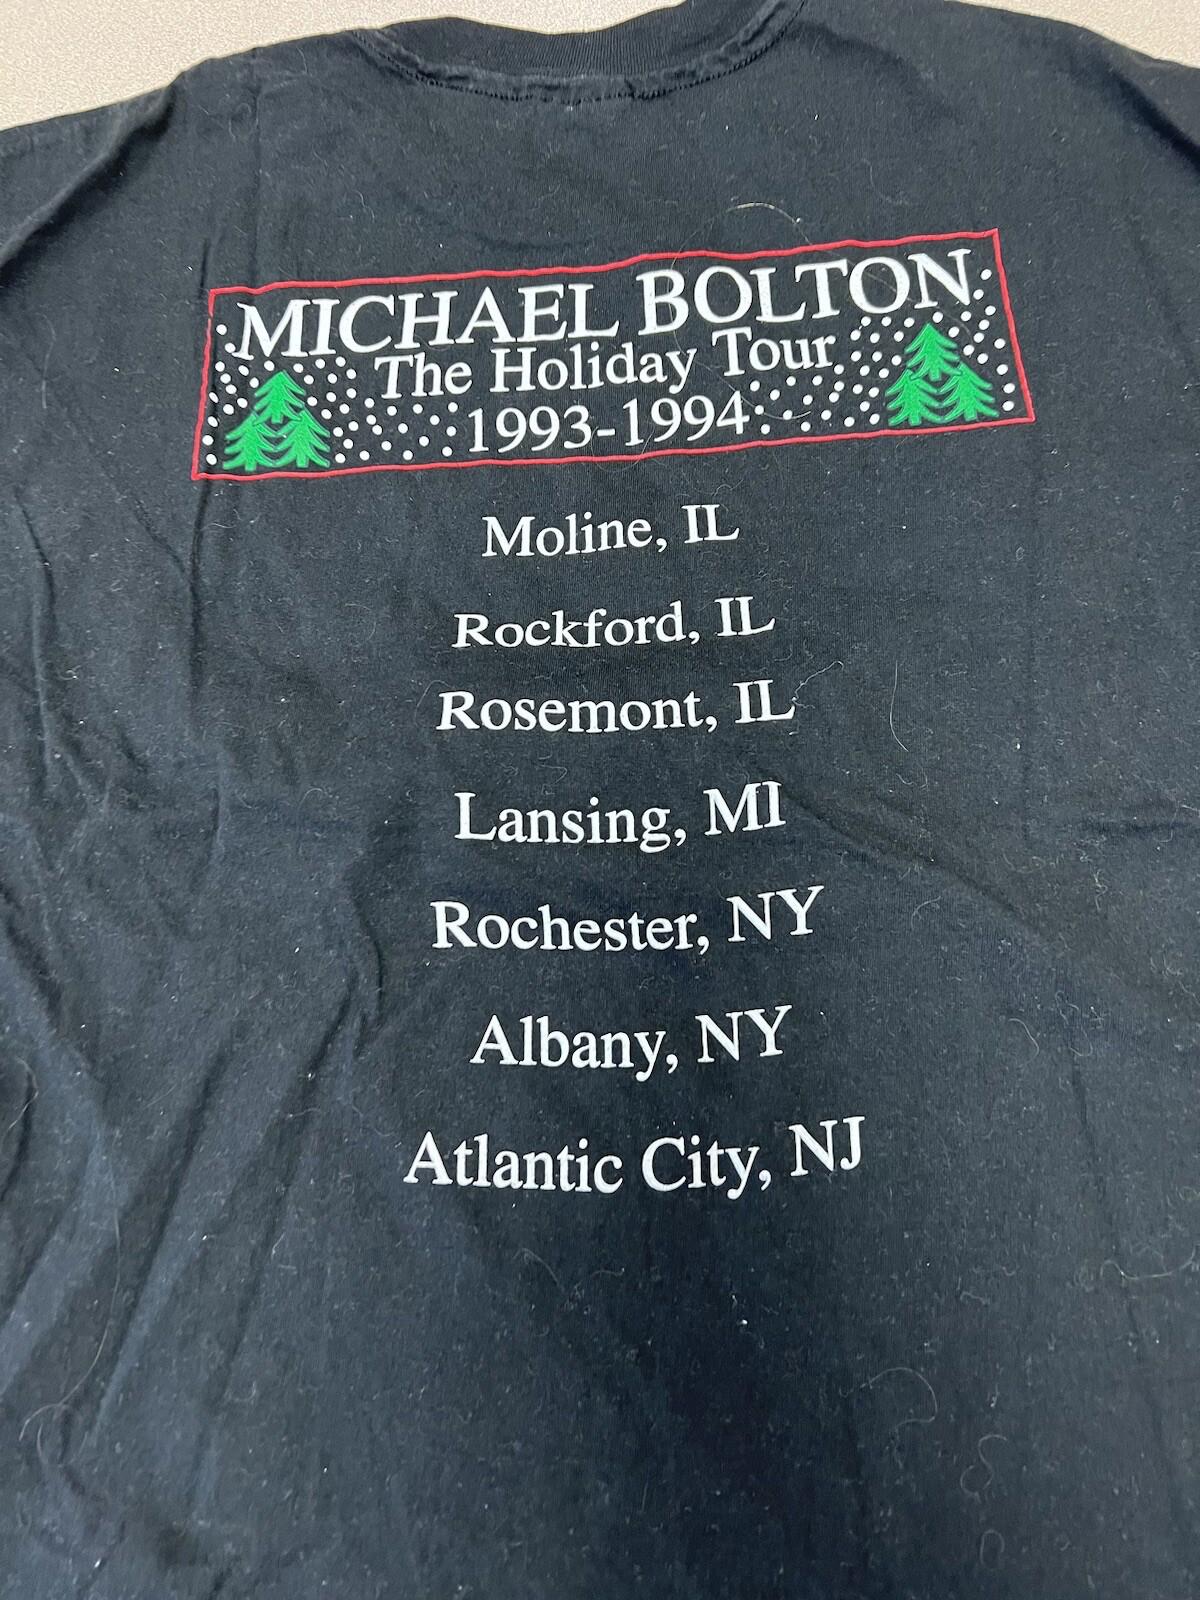 MICHAEL BOLTON
The Holiday Tour
1993-1994
Moline, IL
Rockford, IL
Rosemont, IL
Lansing, MI
Rochester, NY
Albany, NY
Atlantic City, NJ